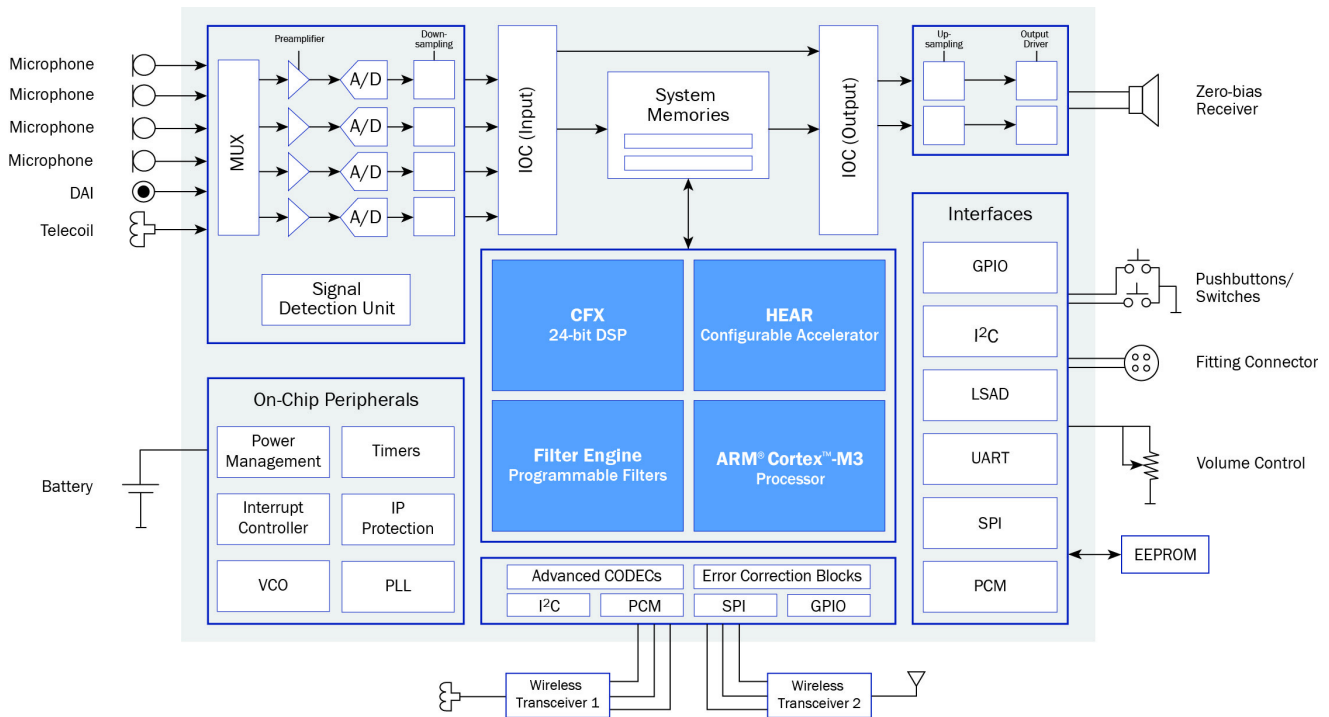 Microphone
Microphone
Microphone
Microphone
DAI
Telecoil
Preamplifier
Down-
sampling
MUX
A/D
A/D
A/D
A/D
Signal
Detection Unit
IOC (Input)
System
Memories
IOC (Output)
Up-
sampling
Output
Driver
Zero-bias
Receiver
CFX
24-bit DSP
HEAR
Configurable Accelerator
Filter Engine
Programmable Filters
ARM® Cortex™-M3
Processor
Interfaces
GPIO
I²C
LSAD
UART
SPI
PCM
Pushbuttons/
Switches
Fitting Connector
Volume Control
EEPROM
On-Chip Peripherals
Power
Management
Timers
Interrupt
Controller
IP
Protection
VCO
PLL
Battery
Advanced CODECs
Error Correction Blocks
I²C
PCM
SPI
GPIO
Wireless
Transceiver 1
Wireless
Transceiver 2